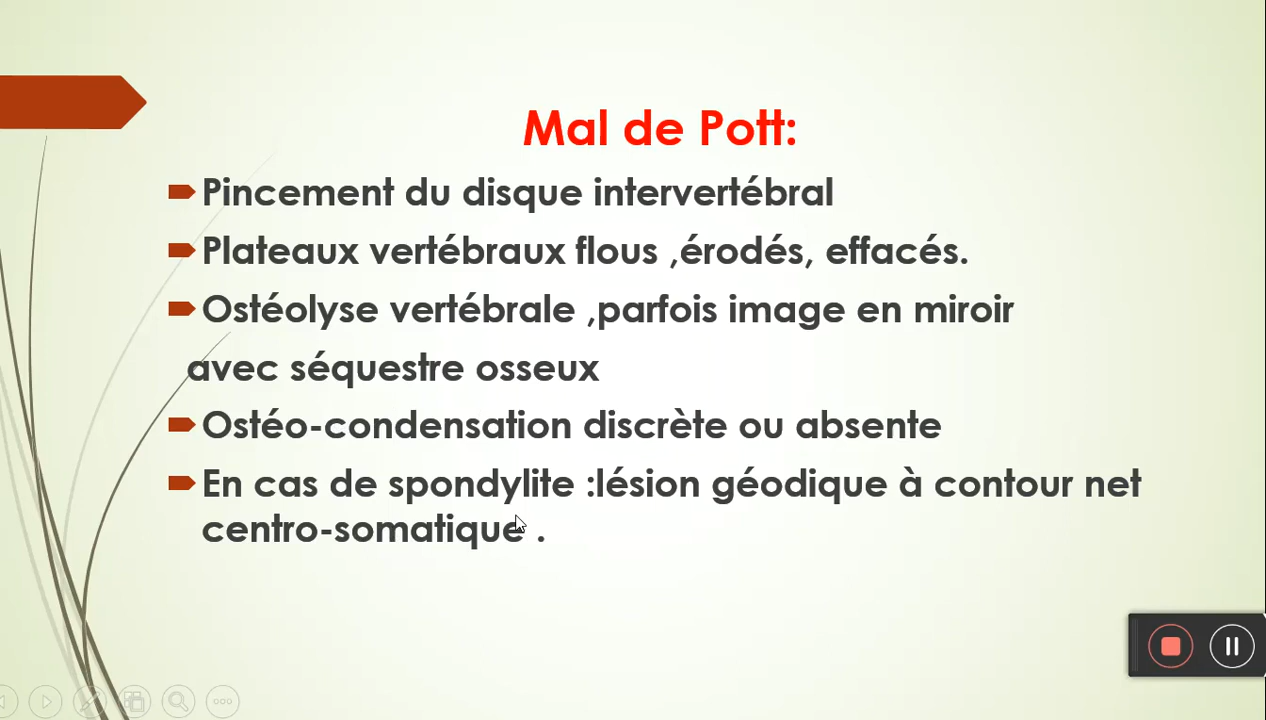 Mal de Pott:
Pincement du disque intervertébral
Plateaux vertébraux flous ,érodés, effacés.
Ostéolyse vertébrale ,parfois image en miroir
avec séquestre osseux
Ostéo-condensation discrète ou absente
En cas de spondylite :lésion géodique à contour net
centro-somatique .